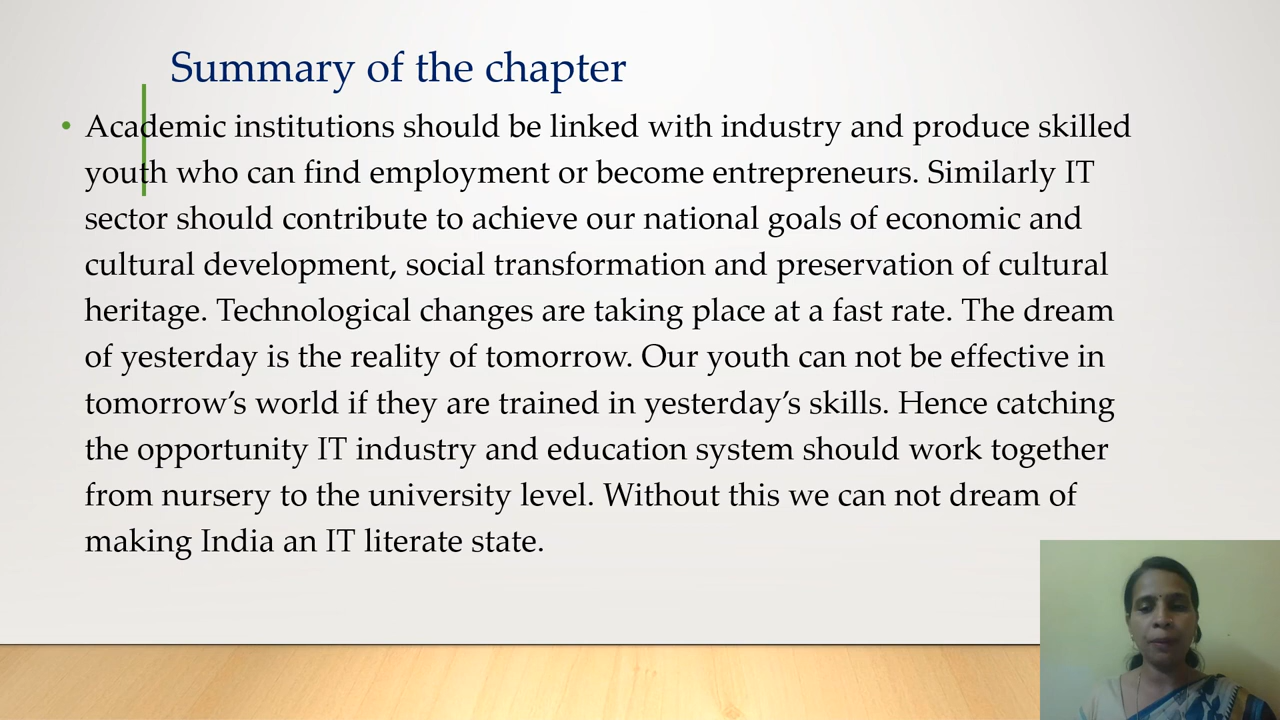 Summary of the chapter
• Academic institutions should be linked with industry and produce skilled
youth who can find employment or become entrepreneurs. Similarly IT
sector should contribute to achieve our national goals of economic and
cultural development, social transformation and preservation of cultural
heritage. Technological changes are taking place at a fast rate. The dream
of yesterday is the reality of tomorrow. Our youth can not be effective in
tomorrow’s world if they are trained in yesterday’s skills. Hence catching
the opportunity IT industry and education system should work together
from nursery to the university level. Without this we can not dream of
making India an IT literate state.